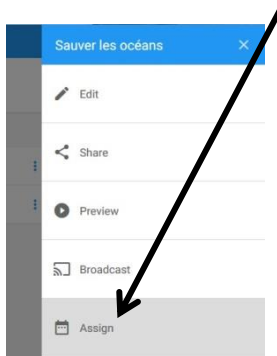 Sauver les océans
Edit
Share
Preview
Broadcast
Assign